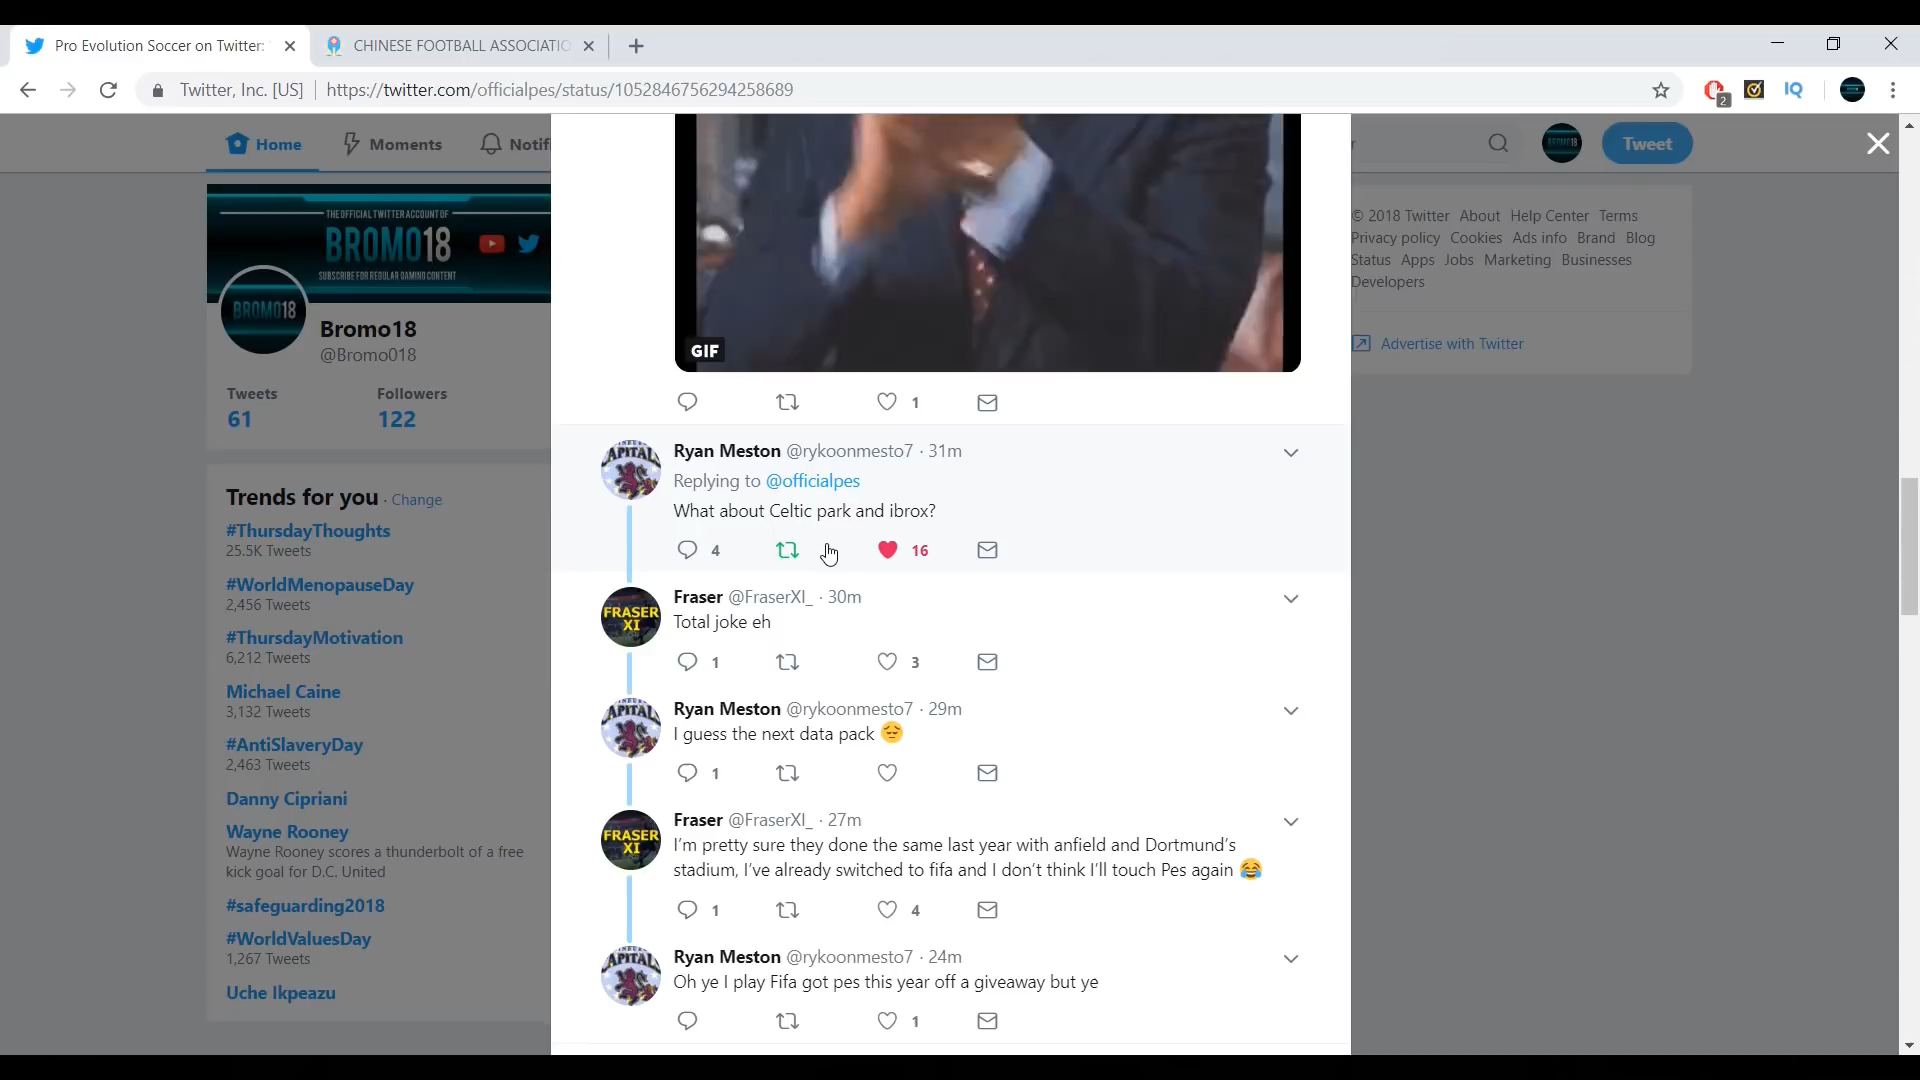 Pro Evolution Soccer on Twitter:
CHINESE FOOTBALL ASSOCIATIO
Twitter, Inc. [US]
https://twitter.com/officialpes/status/1052846756294258689
2
IQ
Home
Moments
Notifi
r
BROMO18
Tweet
THE OFFICIAL TWITTER ACCOUNT OF
BROMO18
SUBSCRIBE FOR REGULAR GAMING CONTENT
BROMO18
Bromo18
@Bromo018
Tweets
Followers
61
122
Trends for you · Change
#ThursdayThoughts
25.5K Tweets
#WorldMenopauseDay
2,456 Tweets
#ThursdayMotivation
6,212 Tweets
Michael Caine
3,132 Tweets
#AntiSlaveryDay
2,463 Tweets
Danny Cipriani
Wayne Rooney
Wayne Rooney scores a thunderbolt of a free
kick goal for D.C. United
#safeguarding2018
#WorldValuesDay
1,267 Tweets
Uche Ikpeazu
GIF
1
Ryan Meston @rykoonmesto7 · 31m
Replying to @officialpes
What about Celtic park and ibrox?
4
16
FRASER
XI
Fraser @FraserXI_ · 30m
Total joke eh
1
3
Ryan Meston @rykoonmesto7 · 29m
I guess the next data pack 😔
1
FRASER
XI
Fraser @FraserXI_ · 27m
I'm pretty sure they done the same last year with anfield and Dortmund's
stadium, I've already switched to fifa and I don't think I'll touch Pes again 😂
1
4
Ryan Meston @rykoonmesto7 · 24m
Oh ye I play Fifa got pes this year off a giveaway but ye
1
© 2018 Twitter About Help Center Terms
Privacy policy Cookies Ads info Brand Blog
Status Apps Jobs Marketing Businesses
Developers
Advertise with Twitter